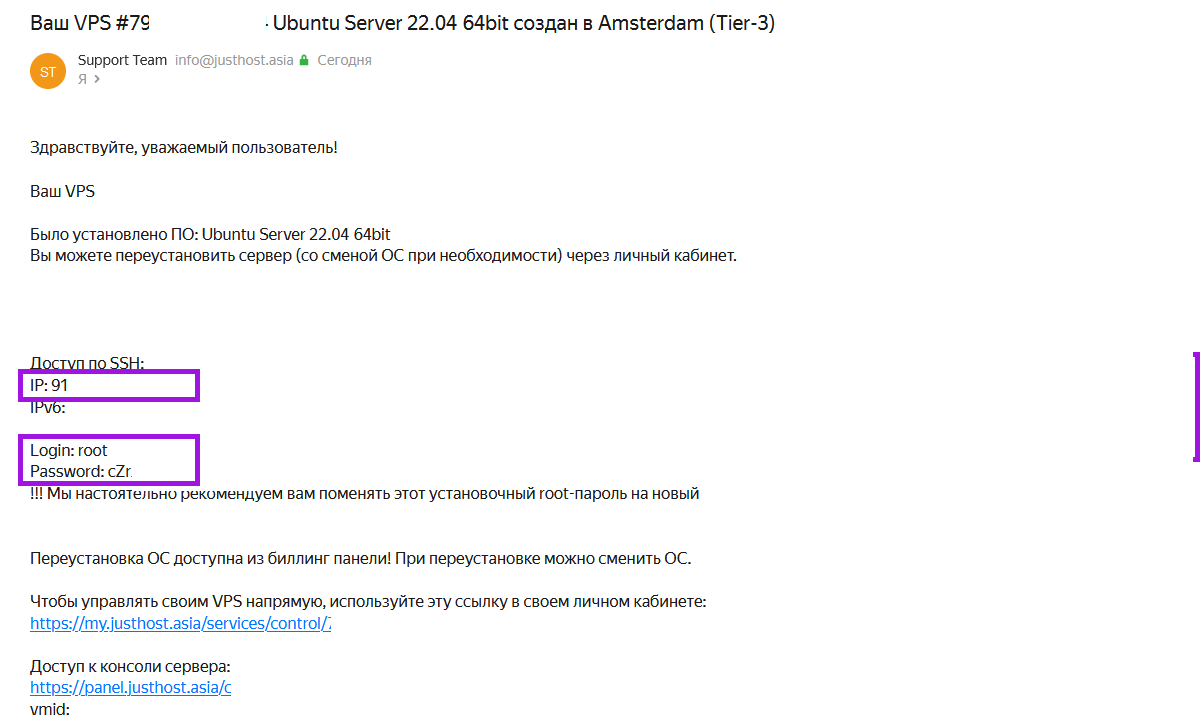 Ваш VPS #79 · Ubuntu Server 22.04 64bit создан в Amsterdam (Tier-3)
ST
Support Team info@justhost.asia Сегодня
Я >
Здравствуйте, уважаемый пользователь!
Ваш VPS
Было установлено ПО: Ubuntu Server 22.04 64bit
Вы можете переустановить сервер (со сменой ОС при необходимости) через личный кабинет.
Доступ по SSH:
IP: 91
IPv6:
Login: root
Password: cZr
!!! Мы настоятельно рекомендуем вам поменять этот установочный root-пароль на новый
Переустановка ОС доступна из биллинг панели! При переустановке можно сменить ОС.
Чтобы управлять своим VPS напрямую, используйте эту ссылку в своем личном кабинете:
https://my.justhost.asia/services/control/7
Доступ к консоли сервера:
https://panel.justhost.asia/c
vmid: